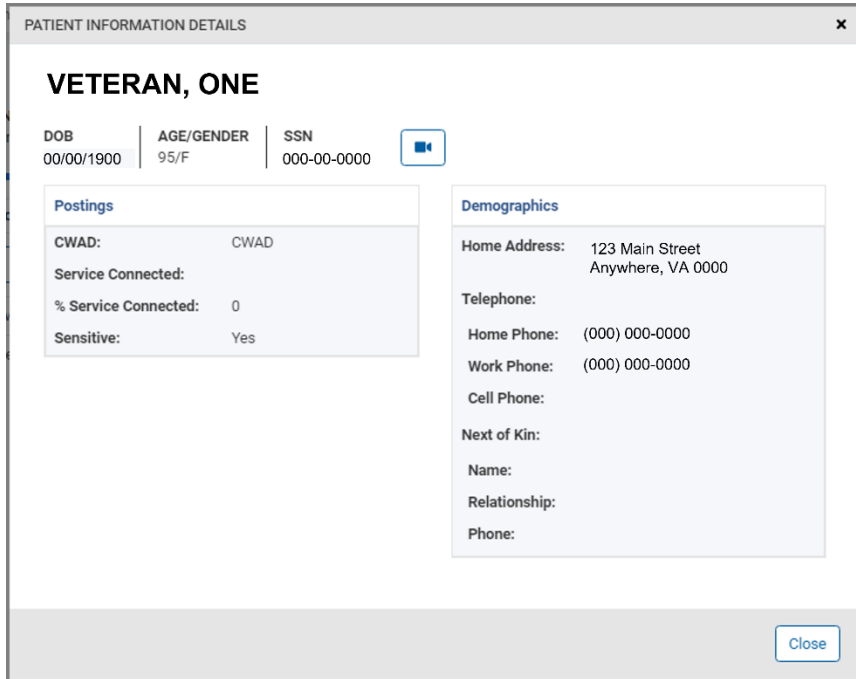 PATIENT INFORMATION DETAILS ×
VETERAN, ONE
DOB AGE/GENDER SSN
00/00/1900 95/F 000-00-0000
Postings
CWAD: CWAD
Service Connected:
% Service Connected: 0
Sensitive: Yes
Demographics
Home Address: 123 Main Street
Anywhere, VA 0000
Telephone:
Home Phone: (000) 000-0000
Work Phone: (000) 000-0000
Cell Phone:
Next of Kin:
Name:
Relationship:
Phone:
Close